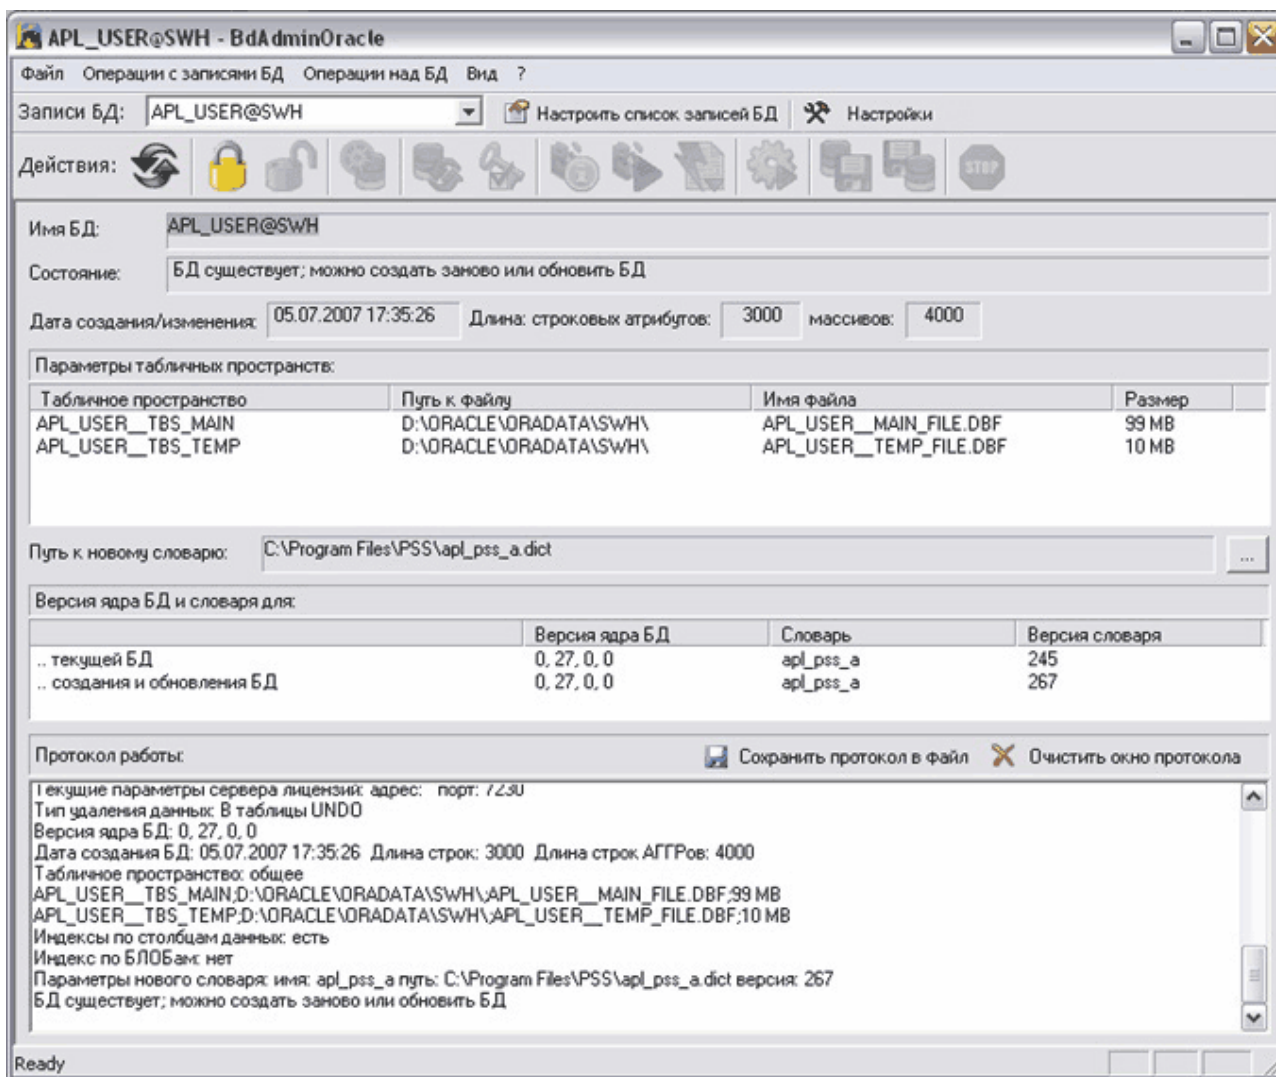 APL_USER@SWH - BdAdminOracle
Файл Операции с записями БД Операции над БД Вид ?
Записи БД: APL_USER@SWH Настроить список записей БД Настройки
Действия: STOP
Имя БД: APL_USER@SWH
Состояние: БД существует; можно создать заново или обновить БД
Дата создания/изменения: 05.07.2007 17:35:26 Длина: строковых атрибутов: 3000 массивов: 4000
Параметры табличных пространств:
Табличное пространство Путь к файлу Имя файла Размер
APL_USER__TBS_MAIN D:\ORACLE\ORADATA\SWH\ APL_USER__MAIN_FILE.DBF 99 MB
APL_USER__TBS_TEMP D:\ORACLE\ORADATA\SWH\ APL_USER__TEMP_FILE.DBF 10 MB
Путь к новому словарю: C:\Program Files\PSS\apl_pss_a.dict ...
Версия ядра БД и словаря для:
Версия ядра БД Словарь Версия словаря
.. текущей БД 0, 27, 0, 0 apl_pss_a 245
.. создания и обновления БД 0, 27, 0, 0 apl_pss_a 267
Протокол работы: Сохранить протокол в файл Очистить окно протокола
Текущие параметры сервера лицензий: адрес: порт: 7230
Тип удаления данных: В таблицы UNDO
Версия ядра БД: 0, 27, 0, 0
Дата создания БД: 05.07.2007 17:35:26 Длина строк: 3000 Длина строк АГГРов: 4000
Табличное пространство: общее
APL_USER__TBS_MAIN;D:\ORACLE\ORADATA\SWH\;APL_USER__MAIN_FILE.DBF;99 MB
APL_USER__TBS_TEMP;D:\ORACLE\ORADATA\SWH\;APL_USER__TEMP_FILE.DBF;10 MB
Индексы по столбцам данных: есть
Индекс по БЛОБам: нет
Параметры нового словаря: имя: apl_pss_a путь: C:\Program Files\PSS\apl_pss_a.dict версия: 267
БД существует; можно создать заново или обновить БД
Ready